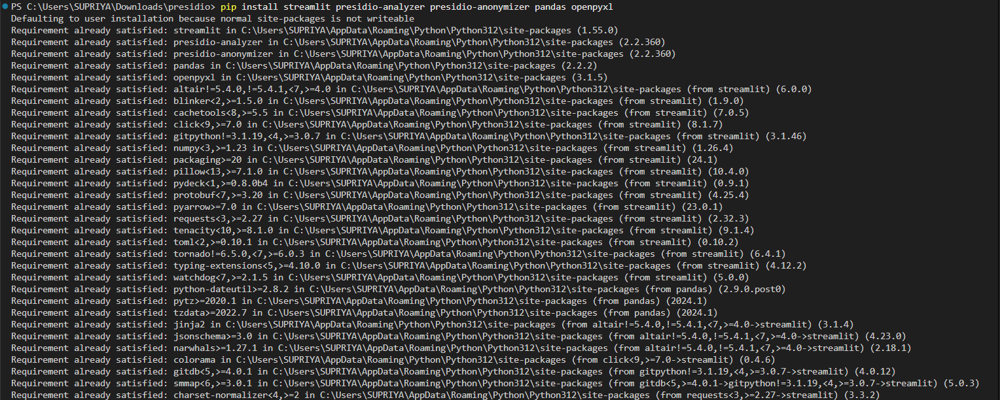 PS C:\Users\SUPRIYA\Downloads\presidio> pip install streamlit presidio-analyzer presidio-anonymizer pandas openpyxl
Defaulting to user installation because normal site-packages is not writeable
Requirement already satisfied: streamlit in C:\Users\SUPRIYA\AppData\Roaming\Python\Python312\site-packages (1.55.0)
Requirement already satisfied: presidio-analyzer in C:\Users\SUPRIYA\AppData\Roaming\Python\Python312\site-packages (2.2.360)
Requirement already satisfied: presidio-anonymizer in C:\Users\SUPRIYA\AppData\Roaming\Python\Python312\site-packages (2.2.360)
Requirement already satisfied: pandas in C:\Users\SUPRIYA\AppData\Roaming\Python\Python312\site-packages (2.2.2)
Requirement already satisfied: openpyxl in C:\Users\SUPRIYA\AppData\Roaming\Python\Python312\site-packages (3.1.5)
Requirement already satisfied: altair!=5.4.0,!=5.4.1,<7,>=4.0 in C:\Users\SUPRIYA\AppData\Roaming\Python\Python312\site-packages (from streamlit) (6.0.0)
Requirement already satisfied: blinker<2,>=1.5.0 in C:\Users\SUPRIYA\AppData\Roaming\Python\Python312\site-packages (from streamlit) (1.9.0)
Requirement already satisfied: cachetools<8,>=5.5 in C:\Users\SUPRIYA\AppData\Roaming\Python\Python312\site-packages (from streamlit) (7.0.5)
Requirement already satisfied: click<9,>=7.0 in C:\Users\SUPRIYA\AppData\Roaming\Python\Python312\site-packages (from streamlit) (8.1.7)
Requirement already satisfied: gitpython!=3.1.19,<4,>=3.0.7 in C:\Users\SUPRIYA\AppData\Roaming\Python\Python312\site-packages (from streamlit) (3.1.46)
Requirement already satisfied: numpy<3,>=1.23 in C:\Users\SUPRIYA\AppData\Roaming\Python\Python312\site-packages (from streamlit) (1.26.4)
Requirement already satisfied: packaging>=20 in C:\Users\SUPRIYA\AppData\Roaming\Python\Python312\site-packages (from streamlit) (24.1)
Requirement already satisfied: pillow<13,>=7.1.0 in C:\Users\SUPRIYA\AppData\Roaming\Python\Python312\site-packages (from streamlit) (10.4.0)
Requirement already satisfied: pydeck<1,>=0.8.0b4 in C:\Users\SUPRIYA\AppData\Roaming\Python\Python312\site-packages (from streamlit) (0.9.1)
Requirement already satisfied: protobuf<7,>=3.20 in C:\Users\SUPRIYA\AppData\Roaming\Python\Python312\site-packages (from streamlit) (4.25.4)
Requirement already satisfied: pyarrow>=7.0 in C:\Users\SUPRIYA\AppData\Roaming\Python\Python312\site-packages (from streamlit) (23.0.1)
Requirement already satisfied: requests<3,>=2.27 in C:\Users\SUPRIYA\AppData\Roaming\Python\Python312\site-packages (from streamlit) (2.32.3)
Requirement already satisfied: tenacity<10,>=8.1.0 in C:\Users\SUPRIYA\AppData\Roaming\Python\Python312\site-packages (from streamlit) (9.1.4)
Requirement already satisfied: toml<2,>=0.10.1 in C:\Users\SUPRIYA\AppData\Roaming\Python\Python312\site-packages (from streamlit) (0.10.2)
Requirement already satisfied: tornado!=6.5.0,<7,>=6.0.3 in C:\Users\SUPRIYA\AppData\Roaming\Python\Python312\site-packages (from streamlit) (6.4.1)
Requirement already satisfied: typing-extensions<5,>=4.10.0 in C:\Users\SUPRIYA\AppData\Roaming\Python\Python312\site-packages (from streamlit) (4.12.2)
Requirement already satisfied: watchdog<7,>=2.1.5 in C:\Users\SUPRIYA\AppData\Roaming\Python\Python312\site-packages (from streamlit) (5.0.0)
Requirement already satisfied: python-dateutil>=2.8.2 in C:\Users\SUPRIYA\AppData\Roaming\Python\Python312\site-packages (from pandas) (2.9.0.post0)
Requirement already satisfied: pytz>=2020.1 in C:\Users\SUPRIYA\AppData\Roaming\Python\Python312\site-packages (from pandas) (2024.1)
Requirement already satisfied: tzdata>=2022.7 in C:\Users\SUPRIYA\AppData\Roaming\Python\Python312\site-packages (from pandas) (2024.1)
Requirement already satisfied: jinja2 in C:\Users\SUPRIYA\AppData\Roaming\Python\Python312\site-packages (from altair!=5.4.0,!=5.4.1,<7,>=4.0->streamlit) (3.1.4)
Requirement already satisfied: jsonschema>=3.0 in C:\Users\SUPRIYA\AppData\Roaming\Python\Python312\site-packages (from altair!=5.4.0,!=5.4.1,<7,>=4.0->streamlit) (4.23.0)
Requirement already satisfied: narwhals>=1.27.1 in C:\Users\SUPRIYA\AppData\Roaming\Python\Python312\site-packages (from altair!=5.4.0,!=5.4.1,<7,>=4.0->streamlit) (2.18.1)
Requirement already satisfied: colorama in C:\Users\SUPRIYA\AppData\Roaming\Python\Python312\site-packages (from click<9,>=7.0->streamlit) (0.4.6)
Requirement already satisfied: gitdb<5,>=4.0.1 in C:\Users\SUPRIYA\AppData\Roaming\Python\Python312\site-packages (from gitpython!=3.1.19,<4,>=3.0.7->streamlit) (4.0.12)
Requirement already satisfied: smmap<6,>=3.0.1 in C:\Users\SUPRIYA\AppData\Roaming\Python\Python312\site-packages (from gitdb<5,>=4.0.1->gitpython!=3.1.19,<4,>=3.0.7->streamlit) (5.0.3)
Requirement already satisfied: charset-normalizer<4,>=2 in C:\Users\SUPRIYA\AppData\Roaming\Python\Python312\site-packages (from requests<3,>=2.27->streamlit) (3.3.2)